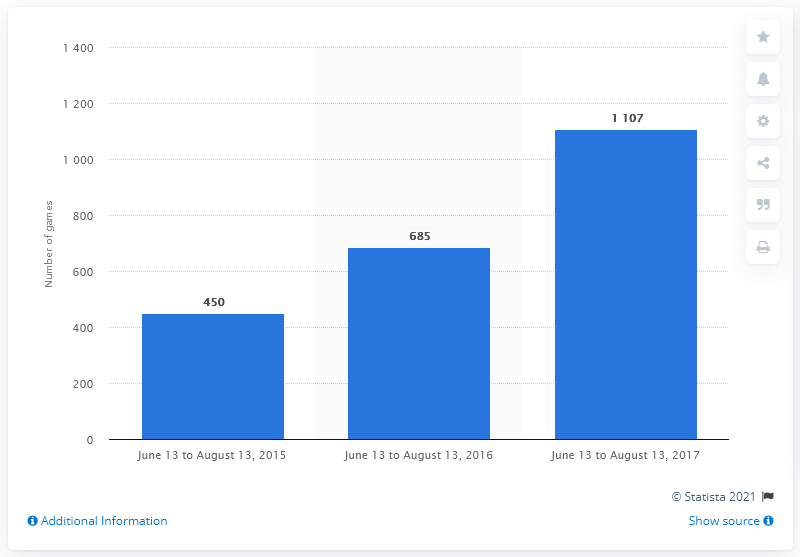 1 400
1 200
1 000
800
600
400
200
0
Number of games
450
685
1 107
June 13 to August 13, 2015
June 13 to August 13, 2016
June 13 to August 13, 2017
© Statista 2021
Additional Information
Show source